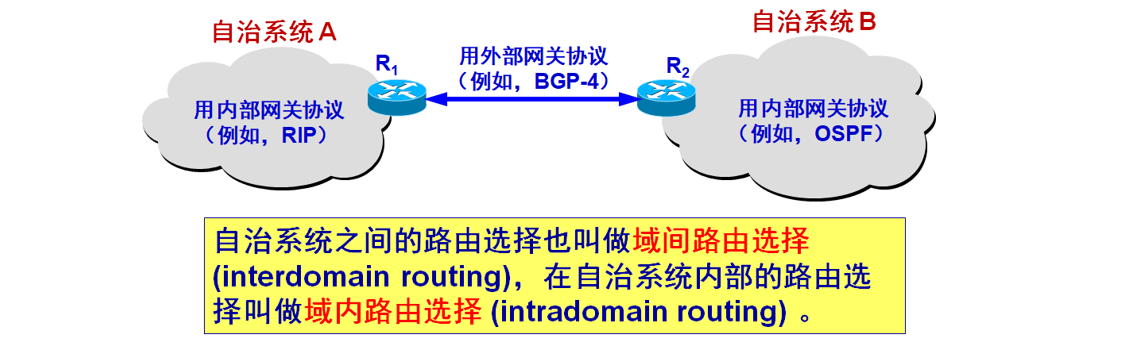 自治系统 A
自治系统 B
R1
用外部网关协议
（例如，BGP-4）
R2
用内部网关协议
（例如，RIP）
用内部网关协议
（例如，OSPF）
自治系统之间的路由选择也叫做域间路由选择
(interdomain routing)，在自治系统内部的路由选
择叫做域内路由选择 (intradomain routing) 。